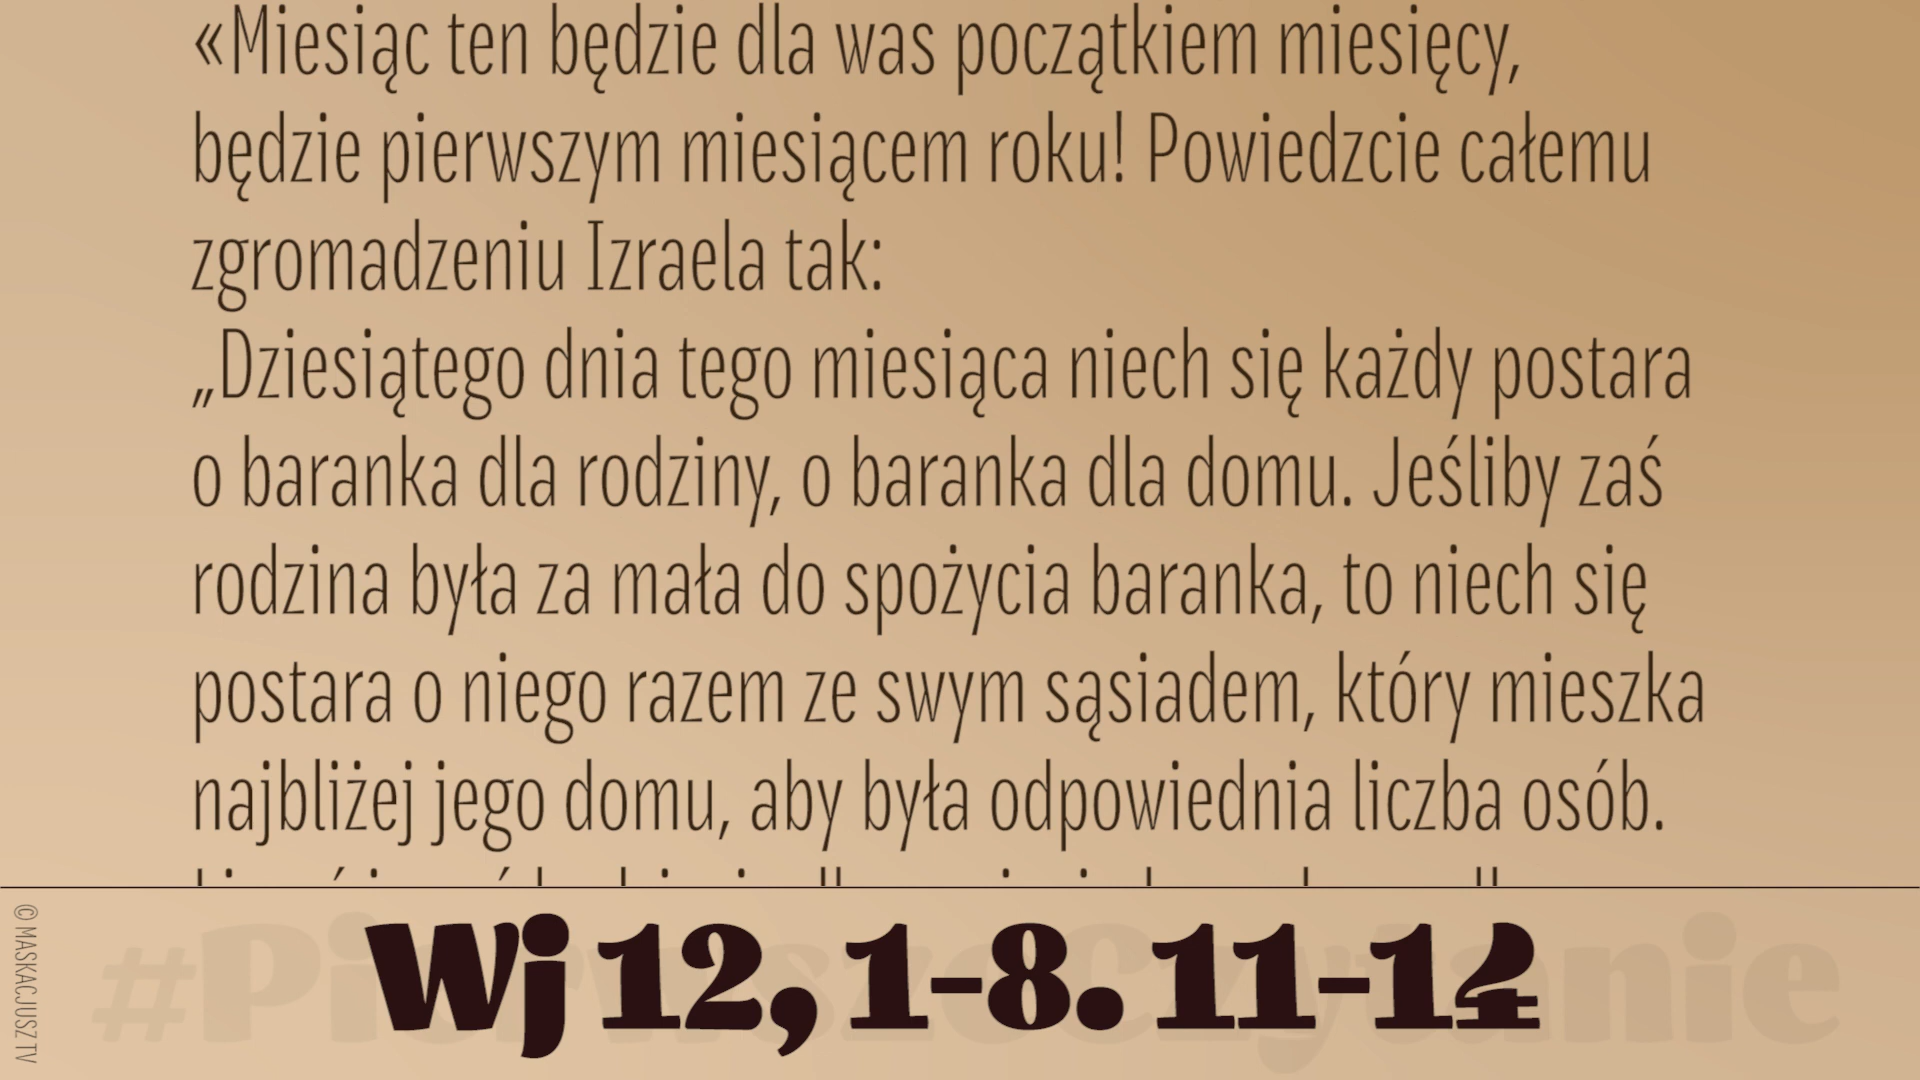 «Miesiąc ten będzie dla was początkiem miesięcy,
będzie pierwszym miesiącem roku! Powiedzcie całemu
zgromadzeniu Izraela tak:
„Dziesiątego dnia tego miesiąca niech się każdy postara
o baranka dla rodziny, o baranka dla domu. Jeśliby zaś
rodzina była za mała do spożycia baranka, to niech się
postara o niego razem ze swym sąsiadem, który mieszka
najbliżej jego domu, aby była odpowiednia liczba osób.
#PierwszeCzytanie
Wj 12, 1-8. 11-14
© MASKACJUSZ TV